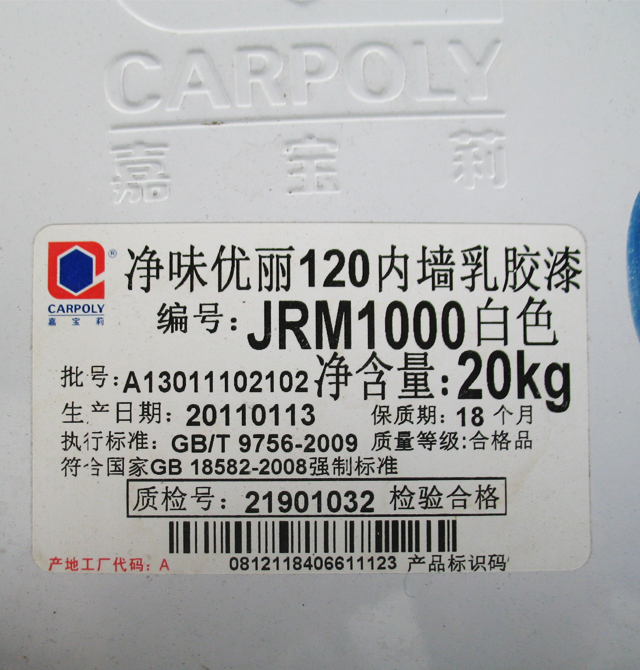 CARPOLY
嘉宝莉
CARPOLY®
嘉宝莉
净味优丽120内墙乳胶漆
编号:JRM1000白色
批号:A13011102102 净含量:20kg
生产日期: 20110113 保质期: 18个月
执行标准: GB/T 9756-2009 质量等级:合格品
符合国家GB 18582-2008强制标准
质检号: 21901032 检验合格
产地工厂代码: A 0812118406611123 产品标识码